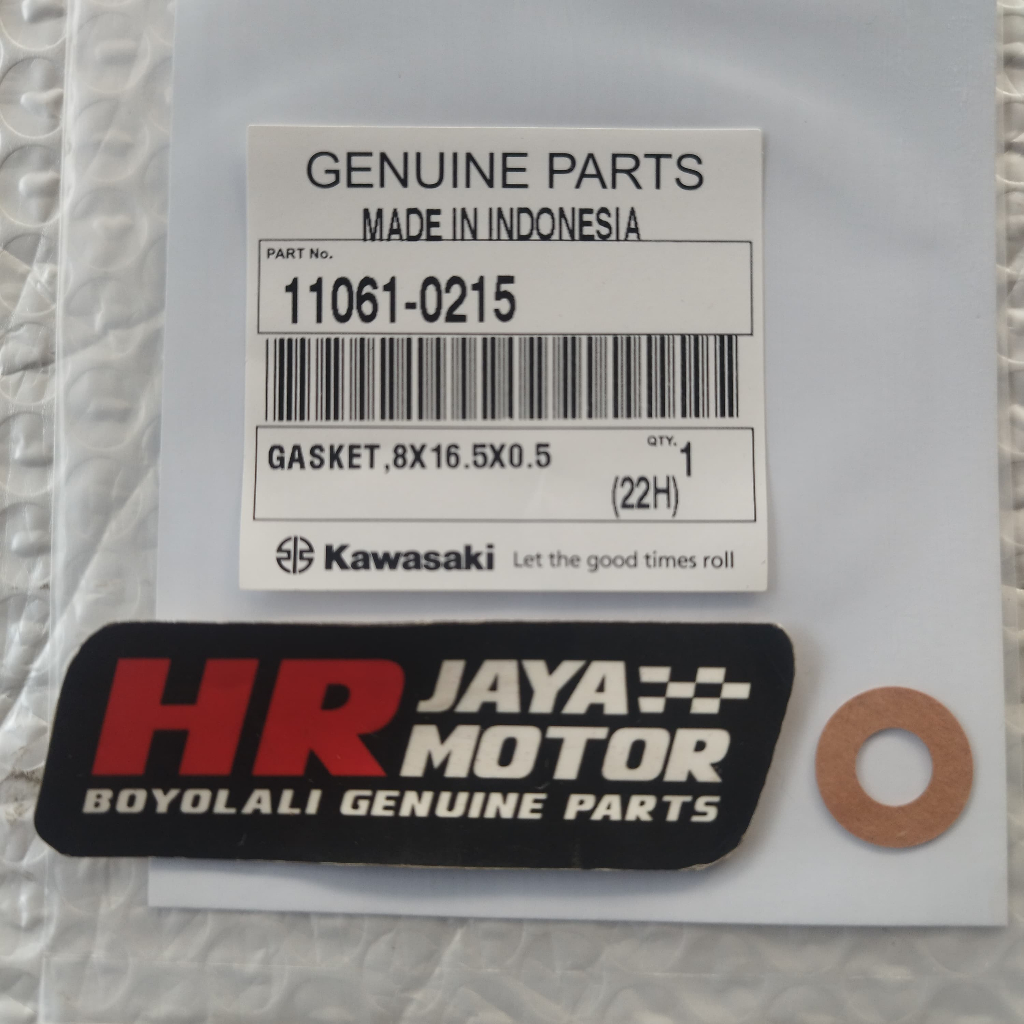 GENUINE PARTS
MADE IN INDONESIA
PART No.
11061-0215
GASKET,8X16.5X0.5
QTY. 1
(22H)
Kawasaki Let the good times roll
HR JAYA
MOTOR
BOYOLALI GENUINE PARTS